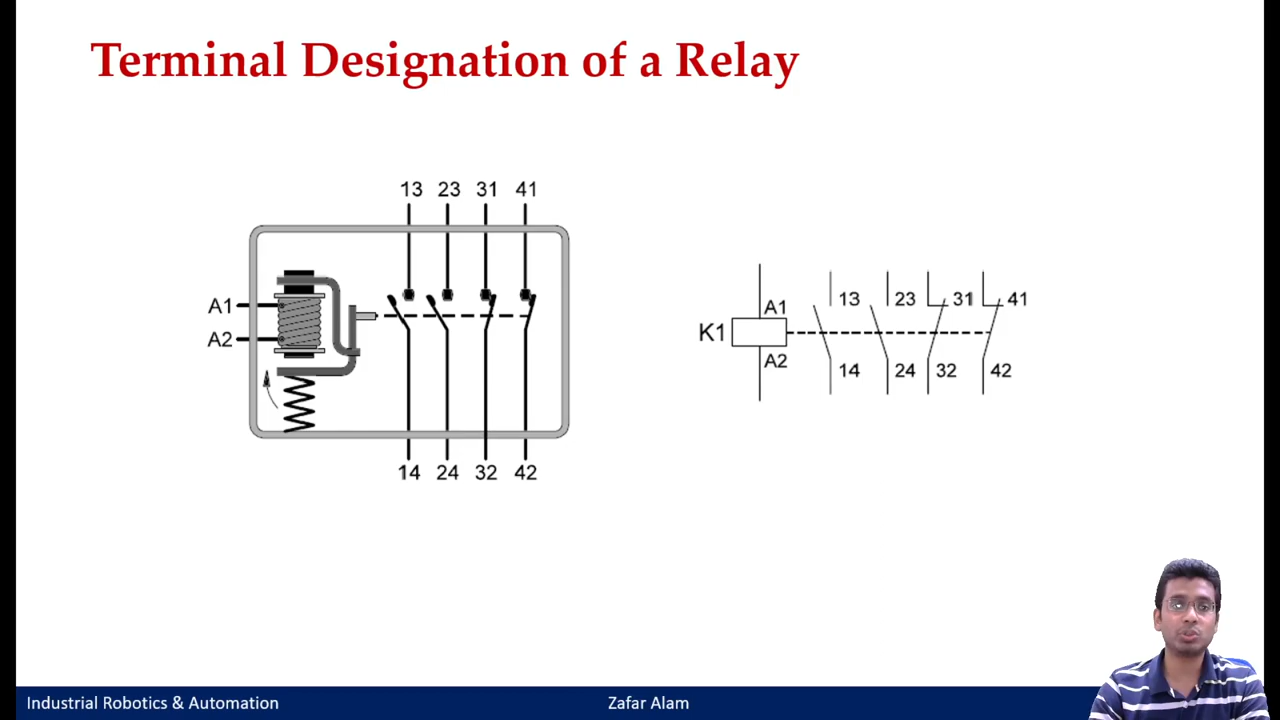 Terminal Designation of a Relay
13 23 31 41
A1
A2
14 24 32 42
K1
A1
A2
13 23 31 41
14 24 32 42
Industrial Robotics & Automation
Zafar Alam